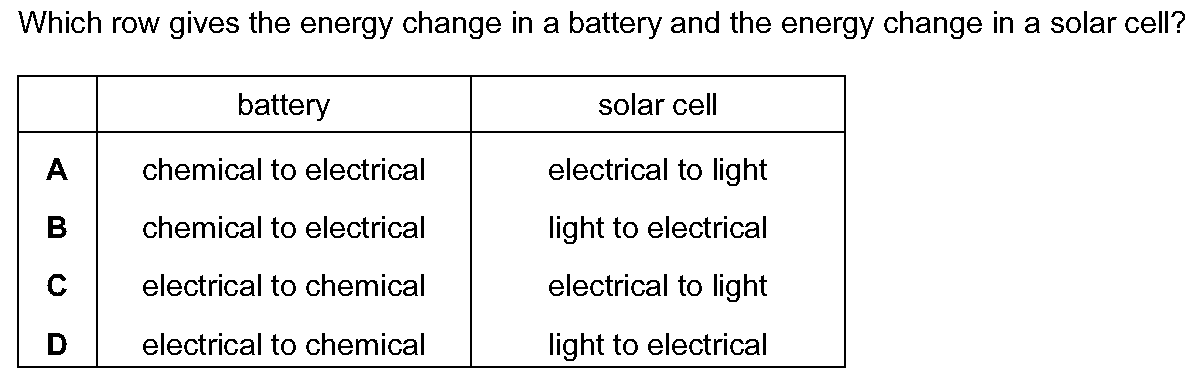 Which row gives the energy change in a battery and the energy change in a solar cell?
battery solar cell
A chemical to electrical electrical to light
B chemical to electrical light to electrical
C electrical to chemical electrical to light
D electrical to chemical light to electrical